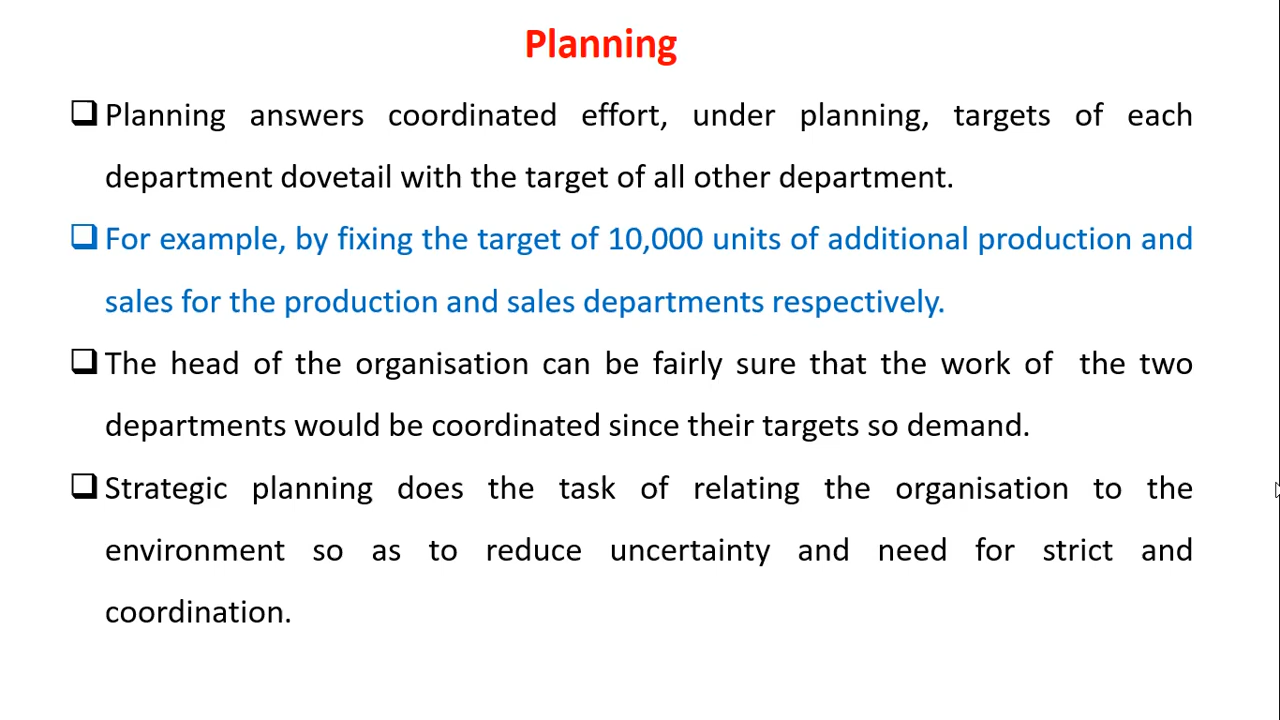 Planning
❑ Planning answers coordinated effort, under planning, targets of each
department dovetail with the target of all other department.
❑ For example, by fixing the target of 10,000 units of additional production and
sales for the production and sales departments respectively.
❑ The head of the organisation can be fairly sure that the work of the two
departments would be coordinated since their targets so demand.
❑ Strategic planning does the task of relating the organisation to the
environment so as to reduce uncertainty and need for strict and
coordination.